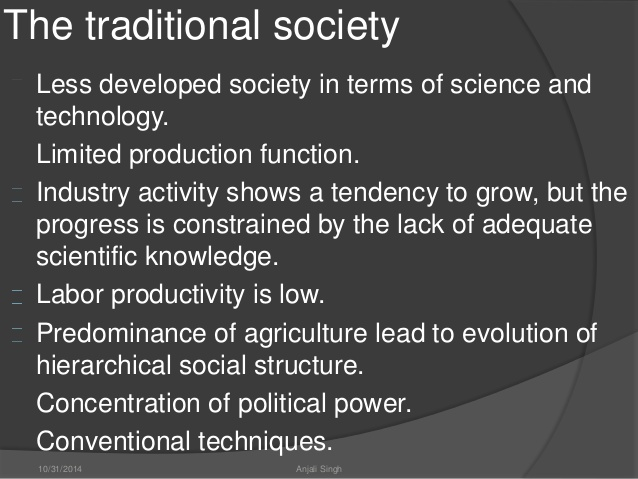 The traditional society
Less developed society in terms of science and
technology.
Limited production function.
Industry activity shows a tendency to grow, but the
progress is constrained by the lack of adequate
scientific knowledge.
Labor productivity is low.
Predominance of agriculture lead to evolution of
hierarchical social structure.
Concentration of political power.
Conventional techniques.
10/31/2014 Anjali Singh